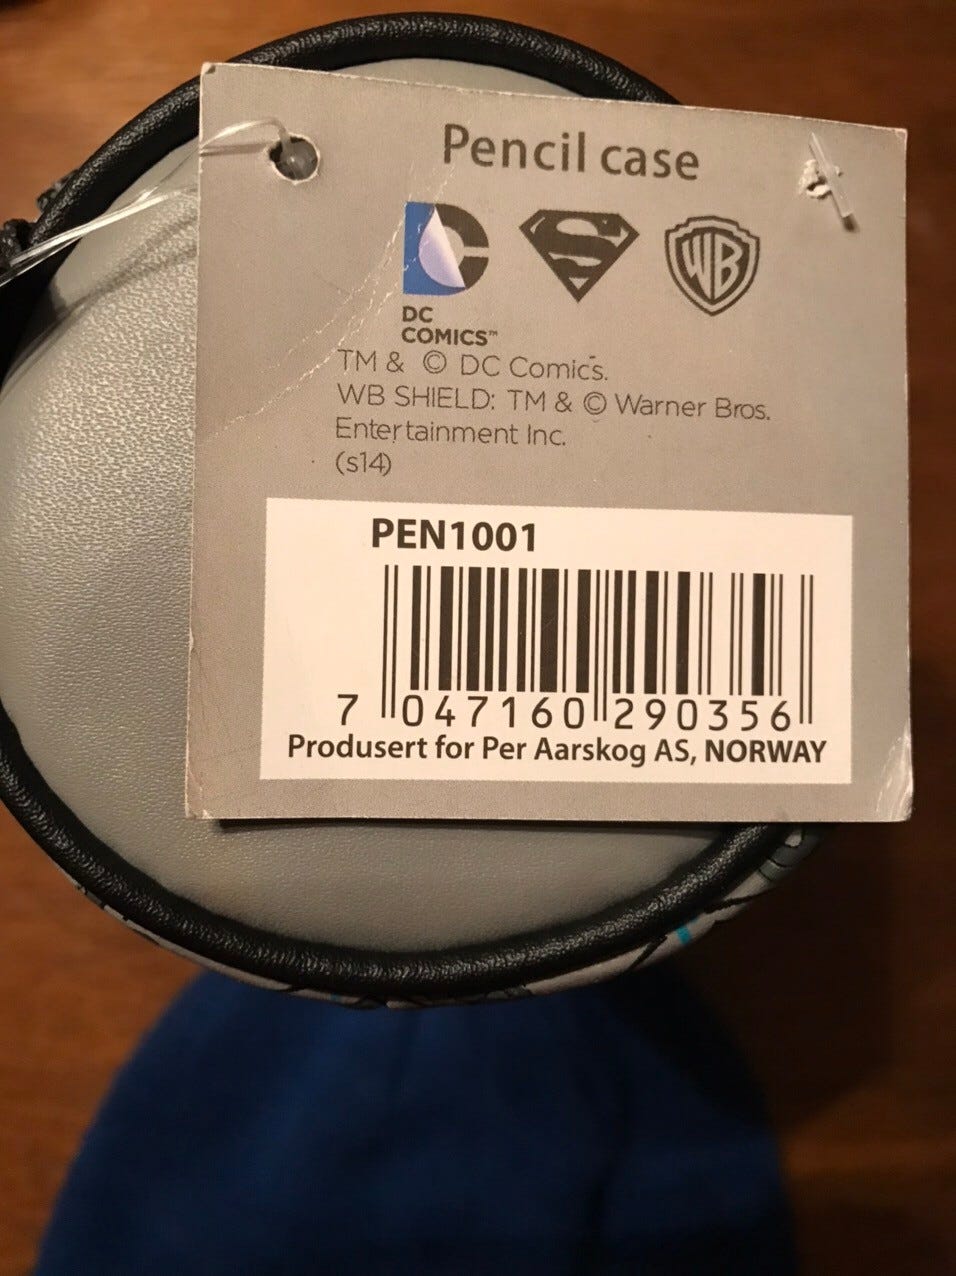 Pencil case
DC
COMICS™
S
WB
TM & © DC Comics.
WB SHIELD: TM & © Warner Bros.
Entertainment Inc.
(s14)
PEN1001
7 047160 290356
Produsert for Per Aarskog AS, NORWAY